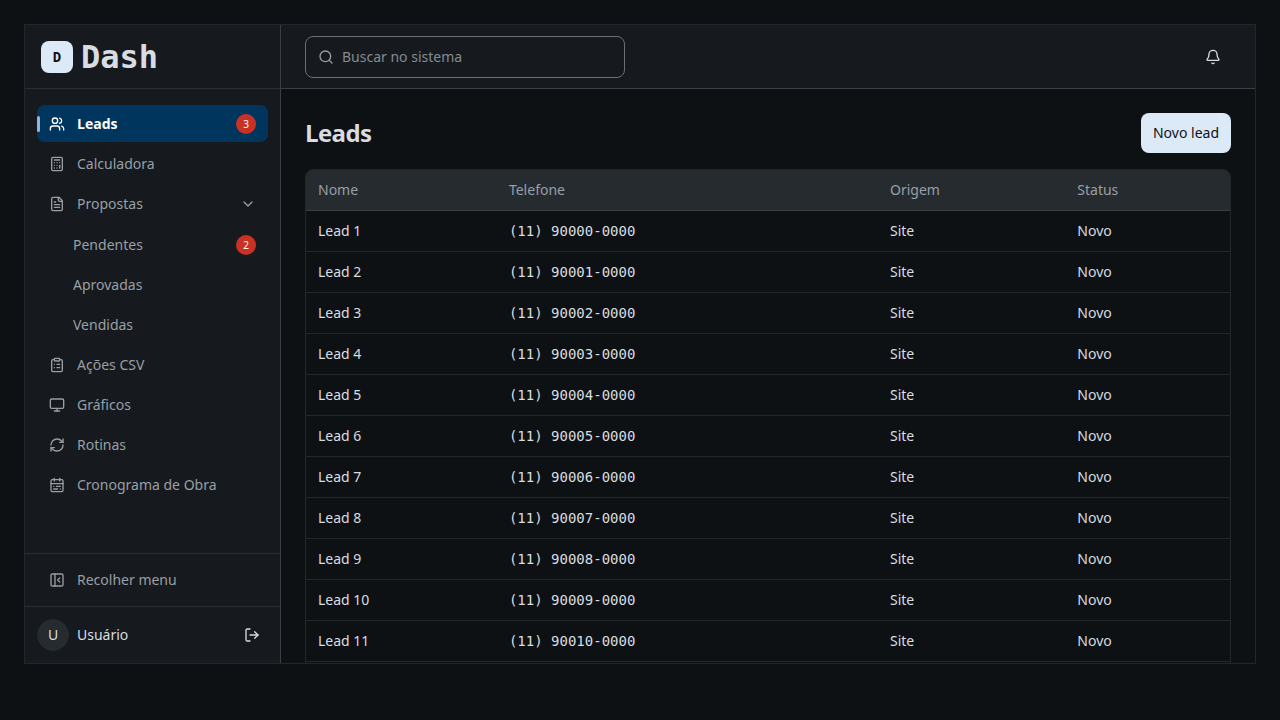 D Dash
Buscar no sistema
Leads 3
Calculadora
Propostas
Pendentes 2
Aprovadas
Vendidas
Ações CSV
Gráficos
Rotinas
Cronograma de Obra
Recolher menu
U Usuário
Leads
Novo lead
Nome Telefone Origem Status
Lead 1 (11) 90000-0000 Site Novo
Lead 2 (11) 90001-0000 Site Novo
Lead 3 (11) 90002-0000 Site Novo
Lead 4 (11) 90003-0000 Site Novo
Lead 5 (11) 90004-0000 Site Novo
Lead 6 (11) 90005-0000 Site Novo
Lead 7 (11) 90006-0000 Site Novo
Lead 8 (11) 90007-0000 Site Novo
Lead 9 (11) 90008-0000 Site Novo
Lead 10 (11) 90009-0000 Site Novo
Lead 11 (11) 90010-0000 Site Novo